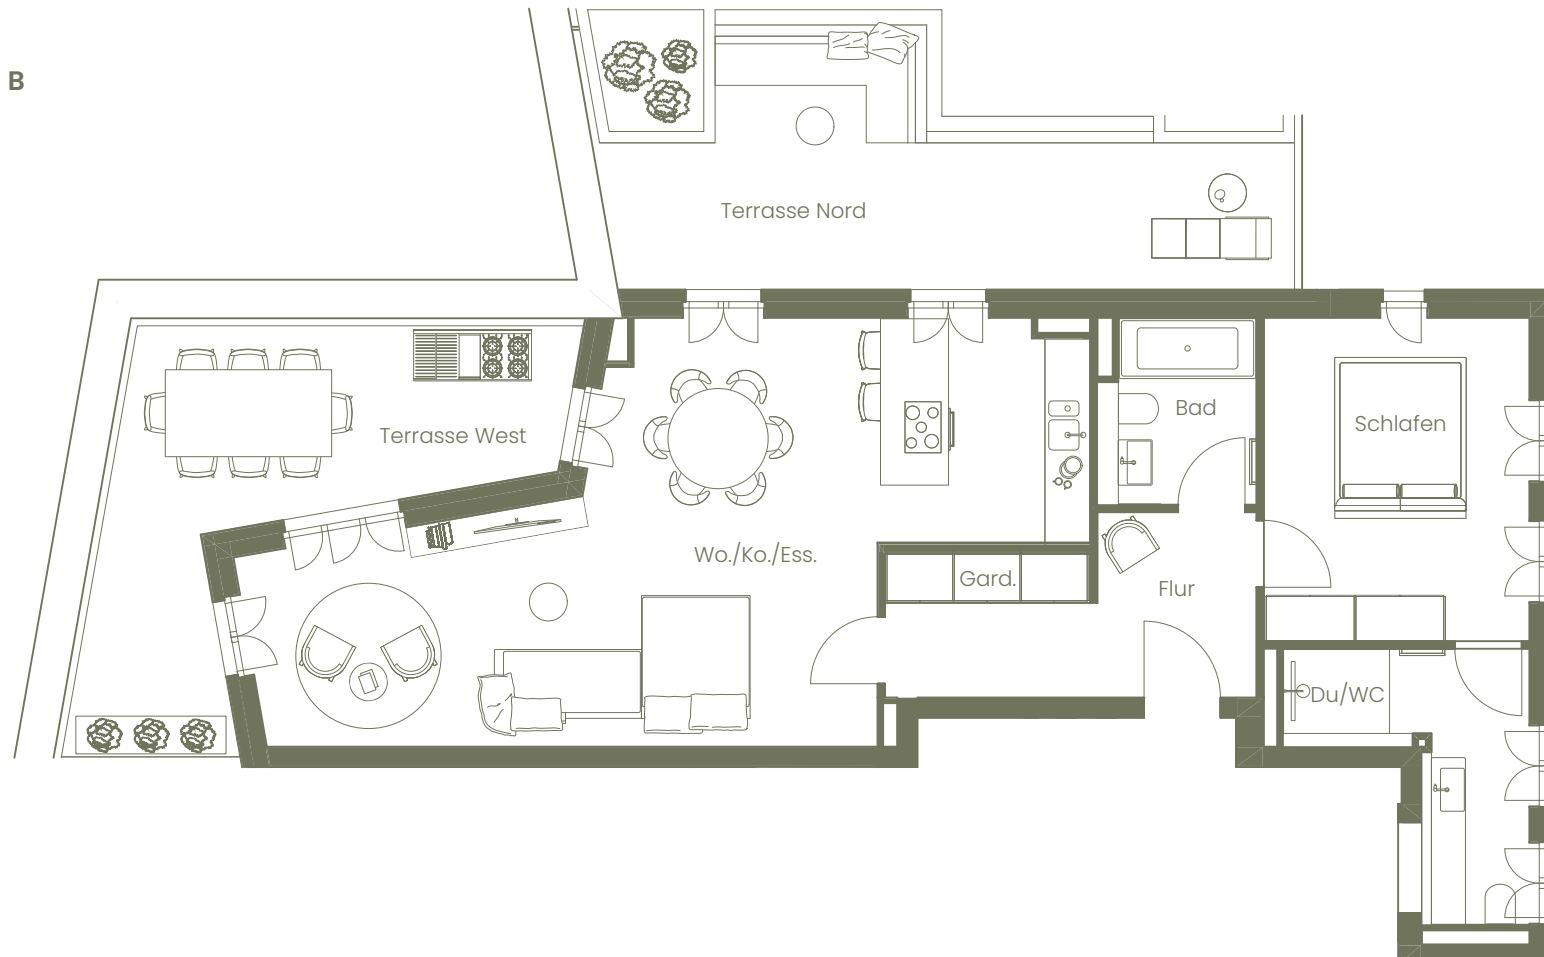 B
Terrasse Nord
Terrasse West
Bad
Schlafen
Wo./Ko./Ess.
Gard.
Flur
Du/WC